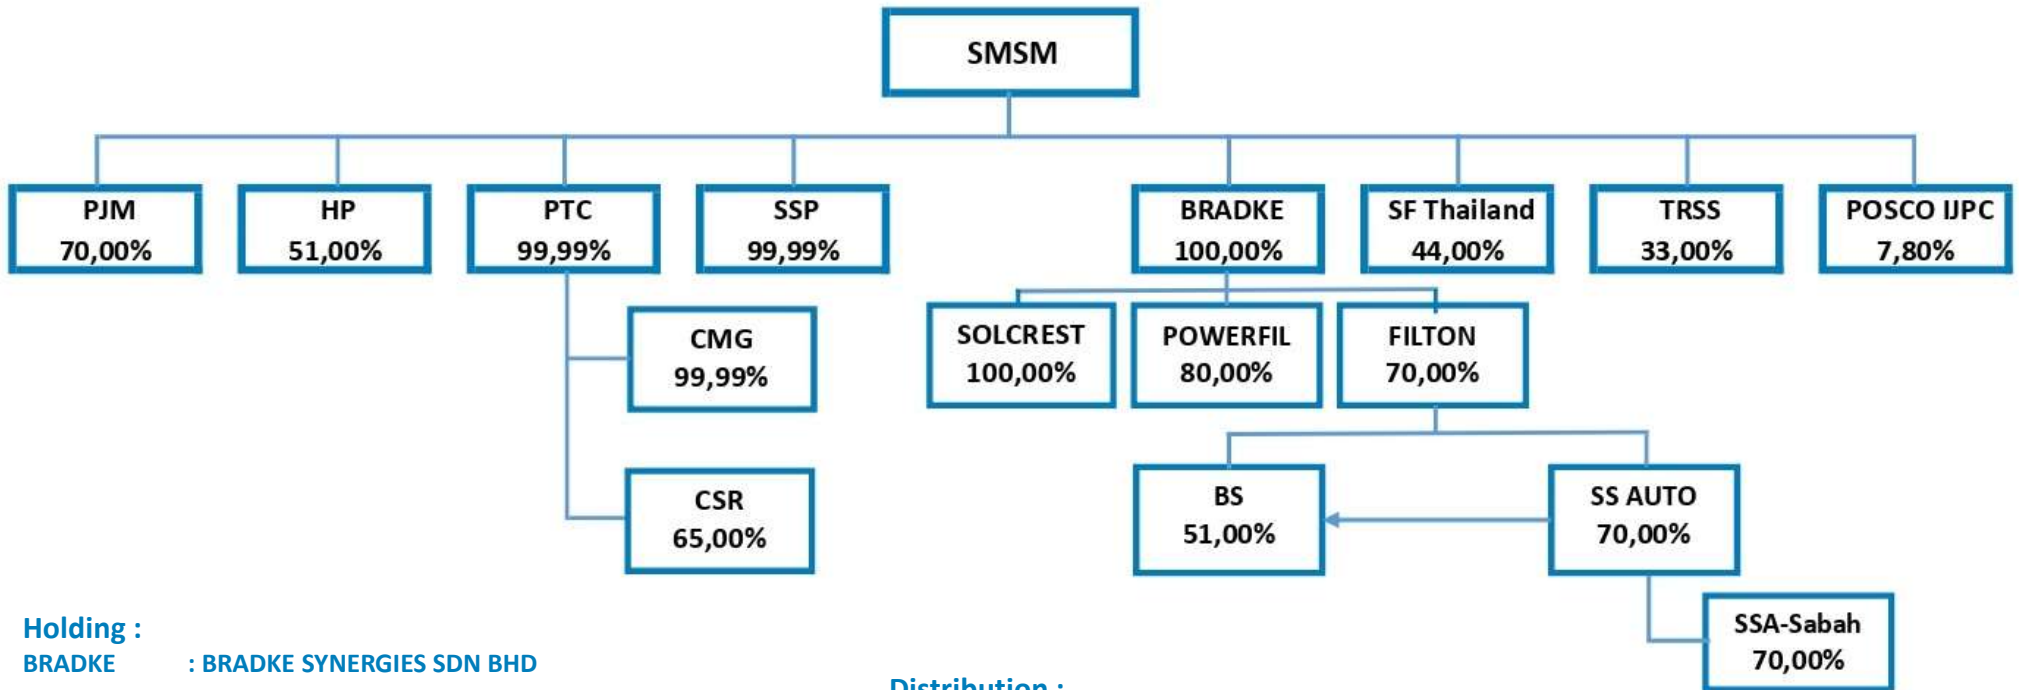 SMSM
PJM
70,00%
HP
51,00%
PTC
99,99%
SSP
99,99%
BRADKE
100,00%
SF Thailand
44,00%
TRSS
33,00%
POSCO IJPC
7,80%
CMG
99,99%
SOLCREST
100,00%
POWERFIL
80,00%
FILTON
70,00%
CSR
65,00%
BS
51,00%
SS AUTO
70,00%
SSA-Sabah
70,00%
Holding :
BRADKE : BRADKE SYNERGIES SDN BHD
Distribution :